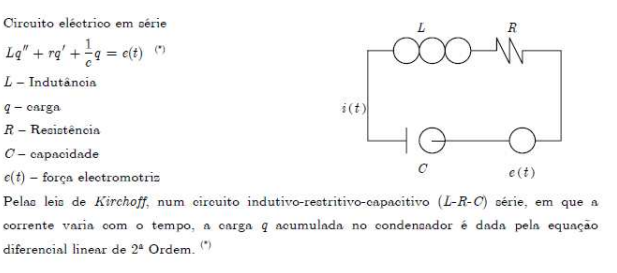 Circuito eléctrico em série
Lq″ + rq′ + 1/c q = e(t) (*)
L – Indutância
q – carga
R – Resistência
C – capacidade
e(t) – força electromotriz
L
R
i(t)
C
e(t)
Pelas leis de Kirchoff, num circuito indutivo-restritivo-capacitivo (L-R-C) série, em que a
corrente varia com o tempo, a carga q acumulada no condensador é dada pela equação
diferencial linear de 2ª Ordem. (*)